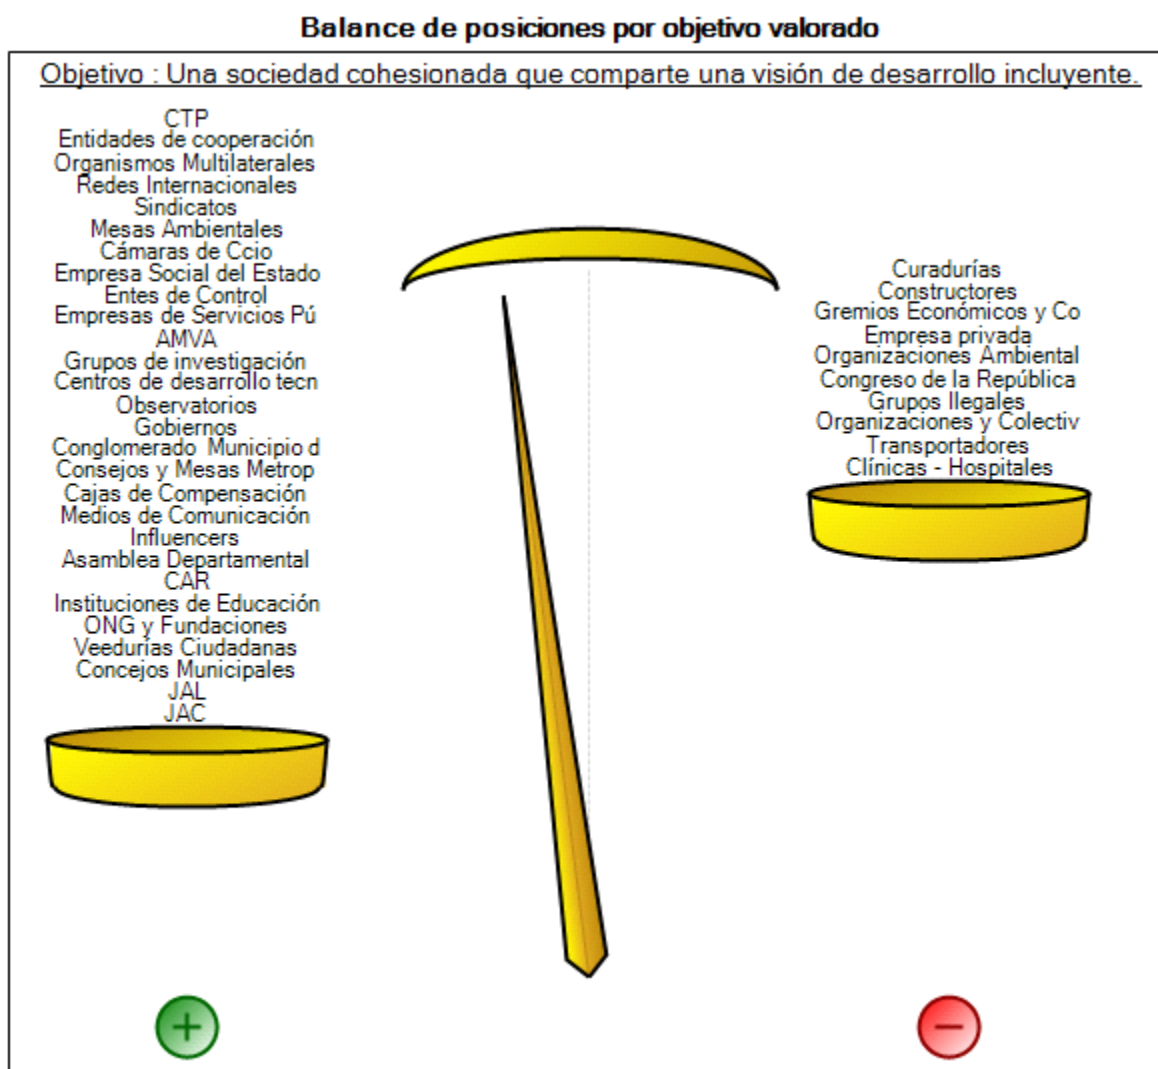 Balance de posiciones por objetivo valorado
Objetivo : Una sociedad cohesionada que comparte una visión de desarrollo incluyente.
CTP
Entidades de cooperación
Organismos Multilaterales
Redes Internacionales
Sindicatos
Mesas Ambientales
Cámaras de Ccio
Empresa Social del Estado
Entes de Control
Empresas de Servicios Pú
AMVA
Grupos de investigación
Centros de desarrollo tecn
Observatorios
Gobiernos
Conglomerado Municipio d
Consejos y Mesas Metrop
Cajas de Compensación
Medios de Comunicación
Influencers
Asamblea Departamental
CAR
Instituciones de Educación
ONG y Fundaciones
Veedurías Ciudadanas
Concejos Municipales
JAL
JAC
Curadurías
Constructores
Gremios Económicos y Co
Empresa privada
Organizaciones Ambiental
Congreso de la República
Grupos Ilegales
Organizaciones y Colectiv
Transportadores
Clínicas - Hospitales
+
−